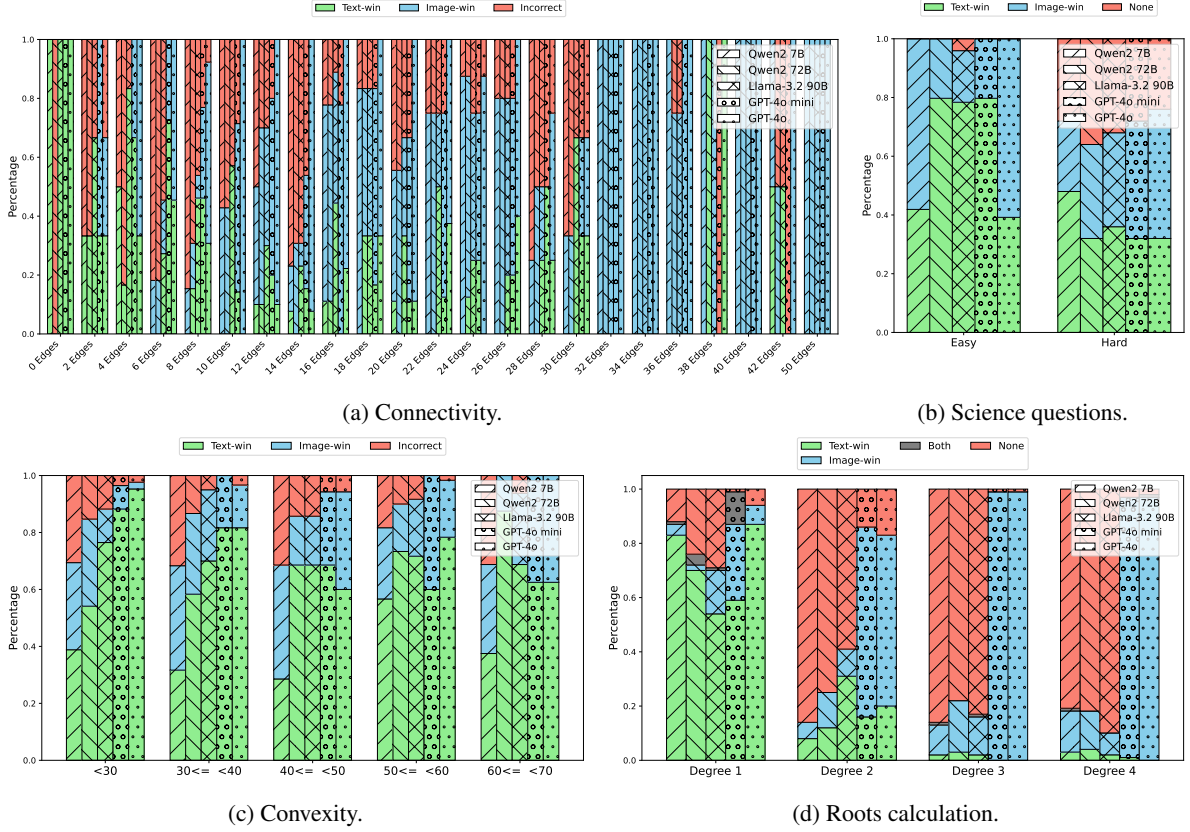 Text-win Image-win Incorrect
Percentage
1.0
0.8
0.6
0.4
0.2
0.0
Qwen2 7B
Qwen2 72B
Llama-3.2 90B
GPT-4o mini
GPT-4o
0 Edges 2 Edges 4 Edges 6 Edges 8 Edges 10 Edges 12 Edges 14 Edges 16 Edges 18 Edges 20 Edges 22 Edges 24 Edges 26 Edges 28 Edges 30 Edges 32 Edges 34 Edges 36 Edges 38 Edges 40 Edges 42 Edges 50 Edges
(a) Connectivity.
Text-win Image-win None
Percentage
1.0
0.8
0.6
0.4
0.2
0.0
Qwen2 7B
Qwen2 72B
Llama-3.2 90B
GPT-4o mini
GPT-4o
Easy Hard
(b) Science questions.
Text-win Image-win Incorrect
Percentage
1.0
0.8
0.6
0.4
0.2
0.0
Qwen2 7B
Qwen2 72B
Llama-3.2 90B
GPT-4o mini
GPT-4o
<30 30<= <40 40<= <50 50<= <60 60<= <70
(c) Convexity.
Text-win Both None
Image-win
Percentage
1.0
0.8
0.6
0.4
0.2
0.0
Qwen2 7B
Qwen2 72B
Llama-3.2 90B
GPT-4o mini
GPT-4o
Degree 1 Degree 2 Degree 3 Degree 4
(d) Roots calculation.